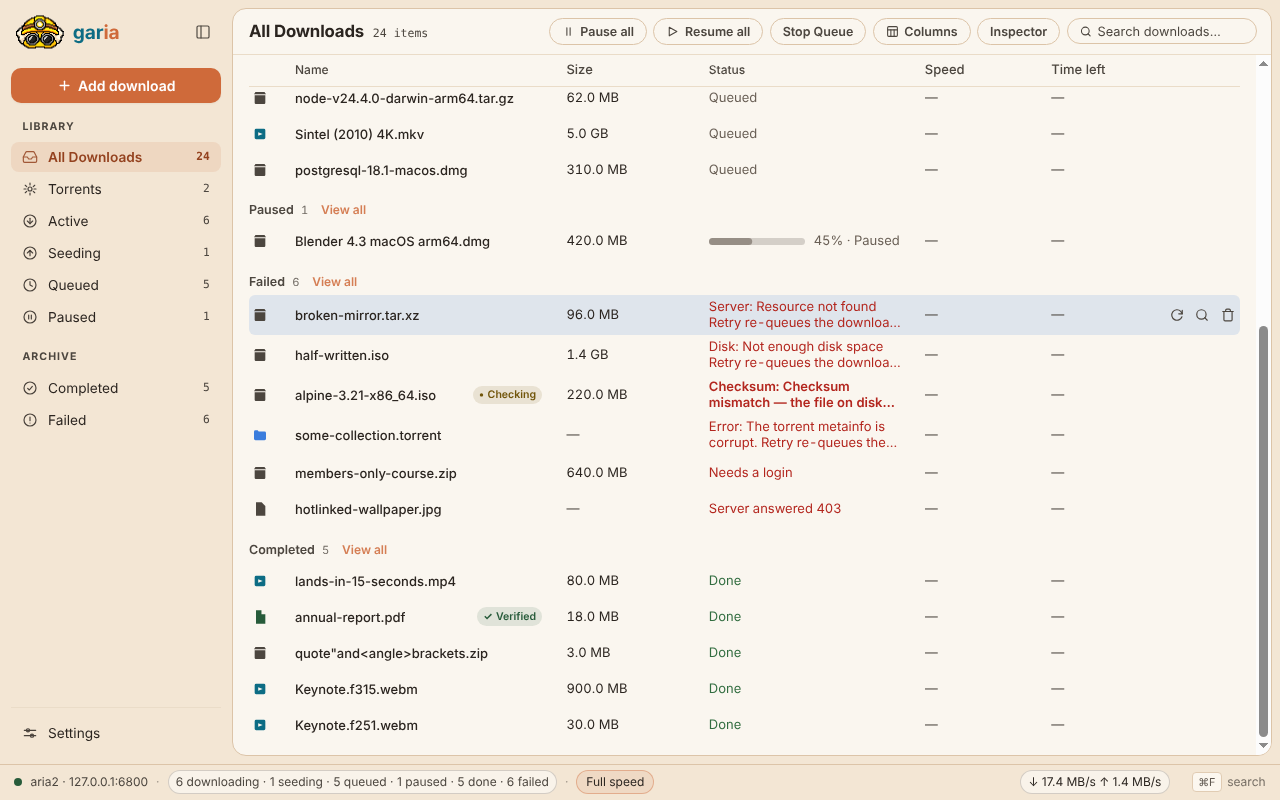 garia
All Downloads 24 items
Pause all
Resume all
Stop Queue
Columns
Inspector
Search downloads...
Add download
LIBRARY
All Downloads 24
Torrents 2
Active 6
Seeding 1
Queued 5
Paused 1
ARCHIVE
Completed 5
Failed 6
Settings
Name Size Status Speed Time left
node-v24.4.0-darwin-arm64.tar.gz 62.0 MB Queued — —
Sintel (2010) 4K.mkv 5.0 GB Queued — —
postgresql-18.1-macos.dmg 310.0 MB Queued — —
Paused 1 View all
Blender 4.3 macOS arm64.dmg 420.0 MB 45% · Paused — —
Failed 6 View all
broken-mirror.tar.xz 96.0 MB Server: Resource not found — —
Retry re-queues the downloa...
half-written.iso 1.4 GB Disk: Not enough disk space — —
Retry re-queues the downloa...
alpine-3.21-x86_64.iso • Checking 220.0 MB Checksum: Checksum — —
mismatch — the file on disk...
some-collection.torrent — Error: The torrent metainfo is — —
corrupt. Retry re-queues the...
members-only-course.zip 640.0 MB Needs a login — —
hotlinked-wallpaper.jpg — Server answered 403 — —
Completed 5 View all
lands-in-15-seconds.mp4 80.0 MB Done — —
annual-report.pdf ✓ Verified 18.0 MB Done — —
quote"and<angle>brackets.zip 3.0 MB Done — —
Keynote.f315.webm 900.0 MB Done — —
Keynote.f251.webm 30.0 MB Done — —
aria2 · 127.0.0.1:6800 · 6 downloading · 1 seeding · 5 queued · 1 paused · 5 done · 6 failed · Full speed
↓ 17.4 MB/s ↑ 1.4 MB/s
⌘F search